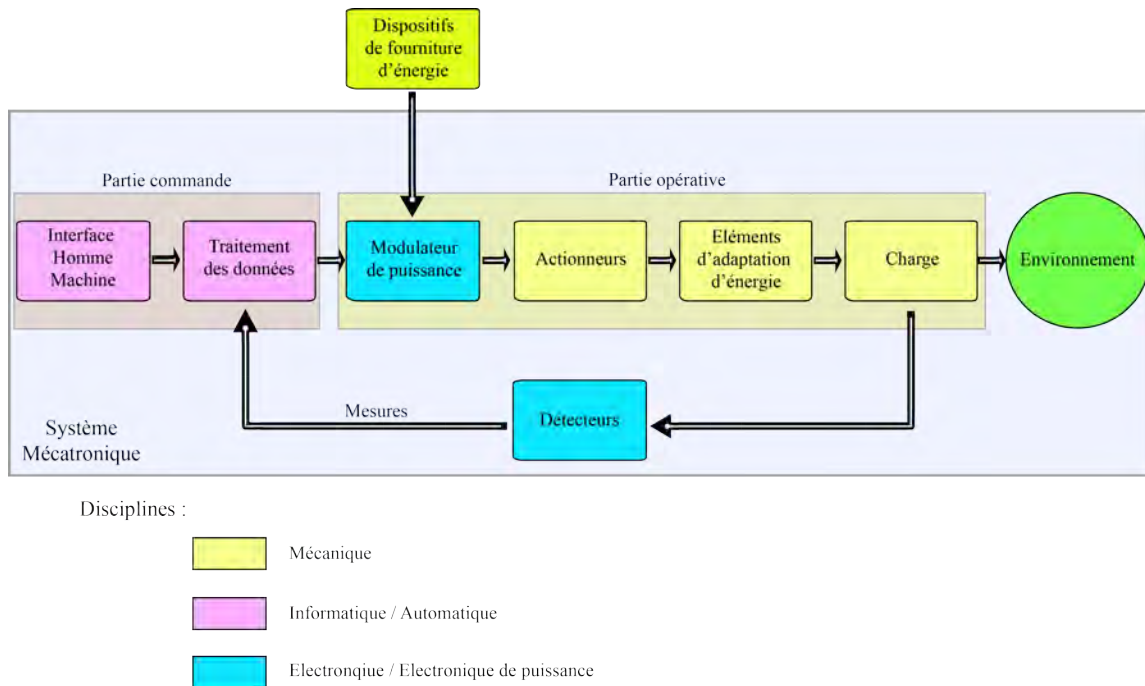 Dispositifs
de fourniture
d'énergie
Partie commande
Partie opérative
Interface
Homme
Machine
Traitement
des données
Modulateur
de puissance
Actionneurs
Eléments
d'adaptation
d'énergie
Charge
Environnement
Mesures
Détecteurs
Système
Mécatronique
Disciplines :
Mécanique
Informatique / Automatique
Electronqiue / Electronique de puissance